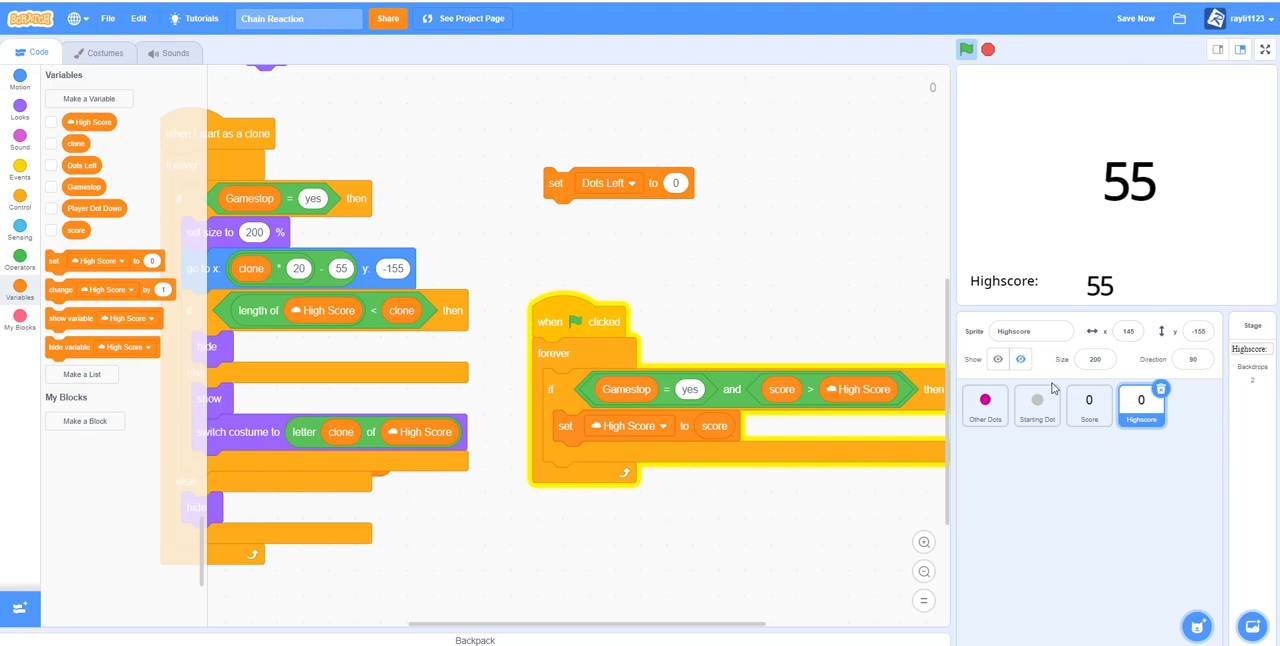 SCRATCH File Edit Tutorials Chain Reaction Share See Project Page Save Now rayli1123
Code Costumes Sounds
Motion
Looks
Sound
Events
Control
Sensing
Operators
Variables
My Blocks
Variables
Make a Variable
High Score
clone
Dots Left
Gamestop
Player Dot Down
score
set High Score to 0
change High Score by 1
show variable High Score
hide variable High Score
Make a List
My Blocks
Make a Block
when I start as a clone
forever
if Gamestop = yes then
set size to 200 %
go to x: clone * 20 - 55 y: -155
if length of High Score < clone then
hide
else
show
switch costume to letter clone of High Score
else
hide
0
set Dots Left to 0
when clicked
forever
if Gamestop = yes and score > High Score then
set High Score to score
Backpack
55
Highscore: 55
Sprite Highscore x 145 y -155
Show Size 200 Direction 90
Other Dots
Starting Dot
0
Score
0
Highscore
Stage
Highscore:
Backdrops
2